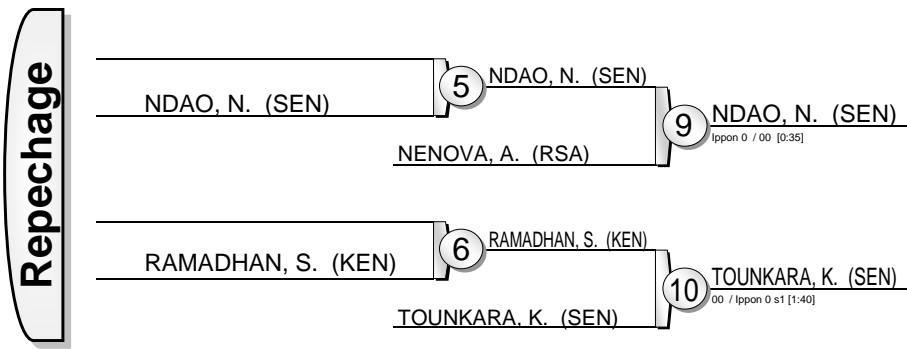 Repechage
NDAO, N. (SEN)
5
NDAO, N. (SEN)
NENOVA, A. (RSA)
9
NDAO, N. (SEN)
Ippon 0 / 00 [0:35]
RAMADHAN, S. (KEN)
6
RAMADHAN, S. (KEN)
TOUNKARA, K. (SEN)
10
TOUNKARA, K. (SEN)
00 / Ippon 0 s1 [1:40]